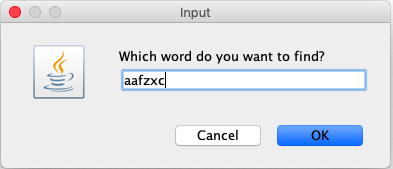 Input
Which word do you want to find?
aafzxc
Cancel OK